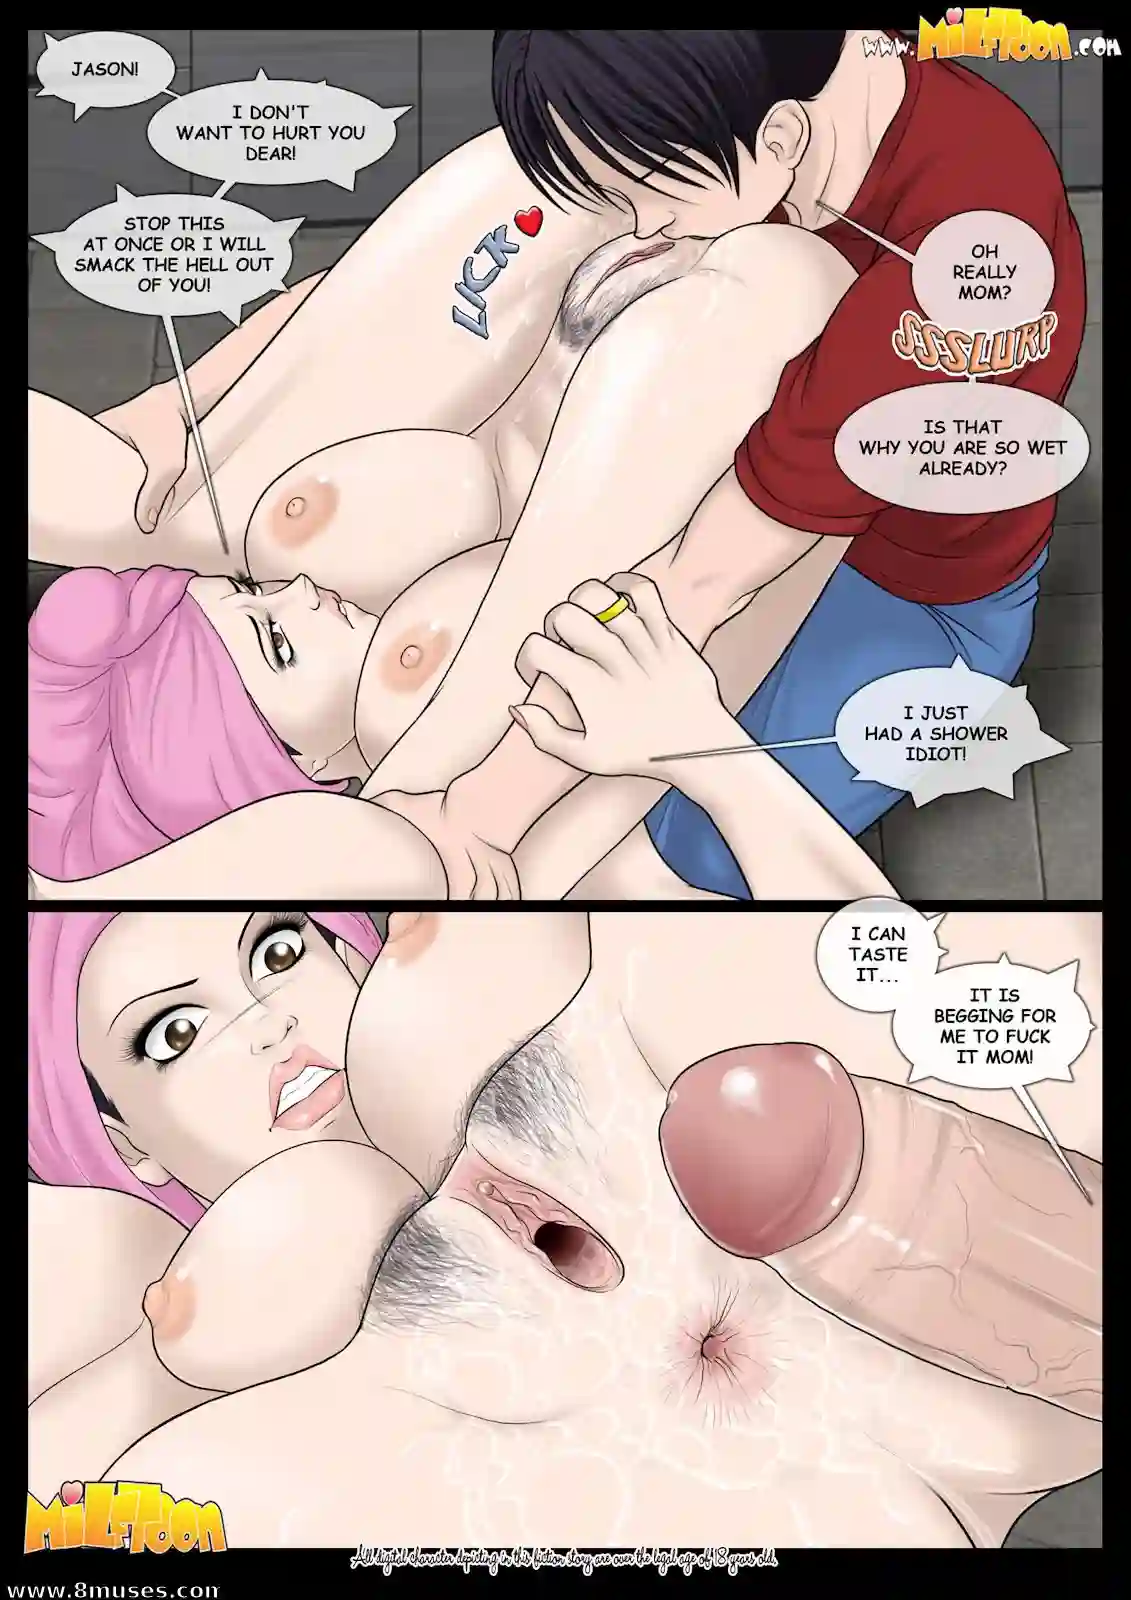 www.MILFTOON.com
JASON!
I DON'T
WANT TO HURT YOU
DEAR!
STOP THIS
AT ONCE OR I WILL
SMACK THE HELL OUT
OF YOU!
LICK
OH
REALLY
MOM?
S-S-SLURP
IS THAT
WHY YOU ARE SO WET
ALREADY?
I JUST
HAD A SHOWER
IDIOT!
I CAN
TASTE
IT...
IT IS
BEGGING FOR
ME TO FUCK
IT MOM!
MILFTOON
All digital character depicting in this fiction story are over the legal age of 18 years old.
www.8muses.com